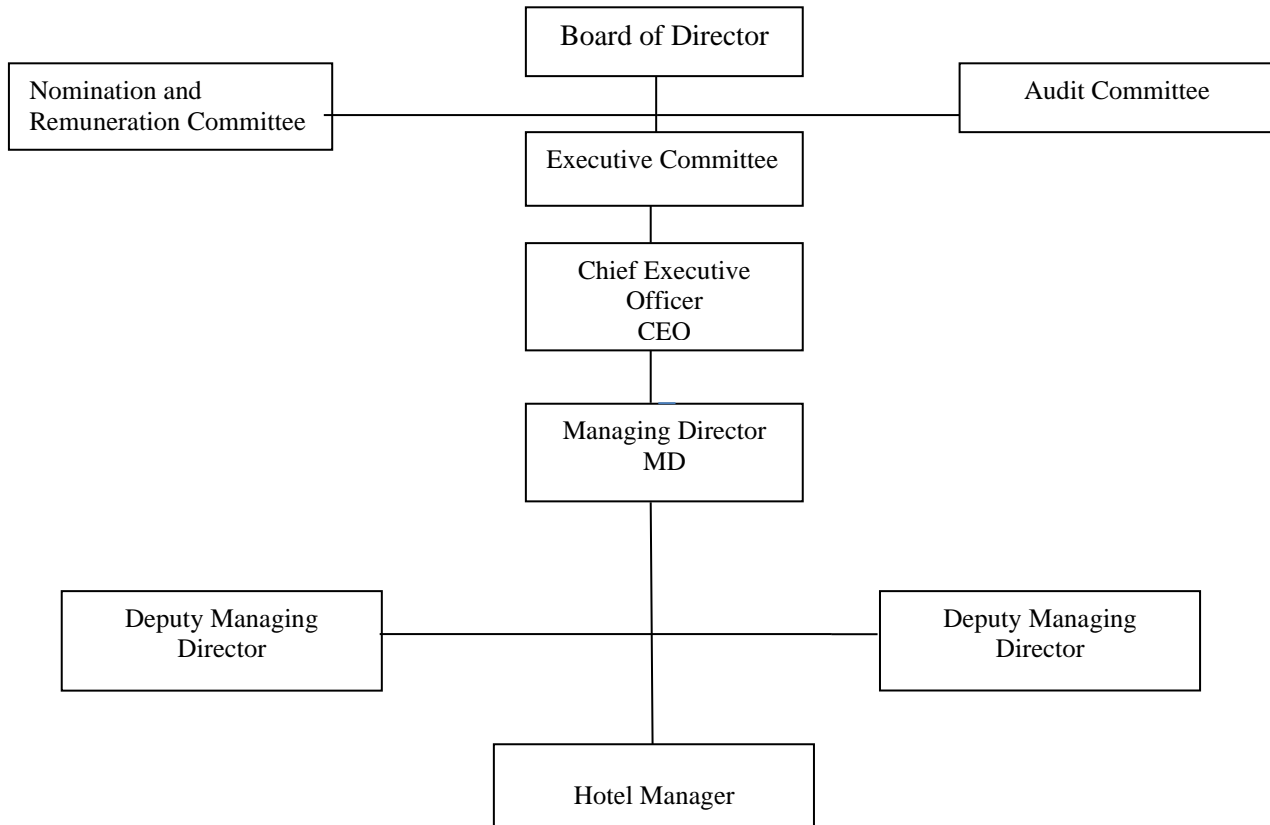 Board of Director
Nomination and
Remuneration Committee
Audit Committee
Executive Committee
Chief Executive
Officer
CEO
Managing Director
MD
Deputy Managing
Director
Deputy Managing
Director
Hotel Manager